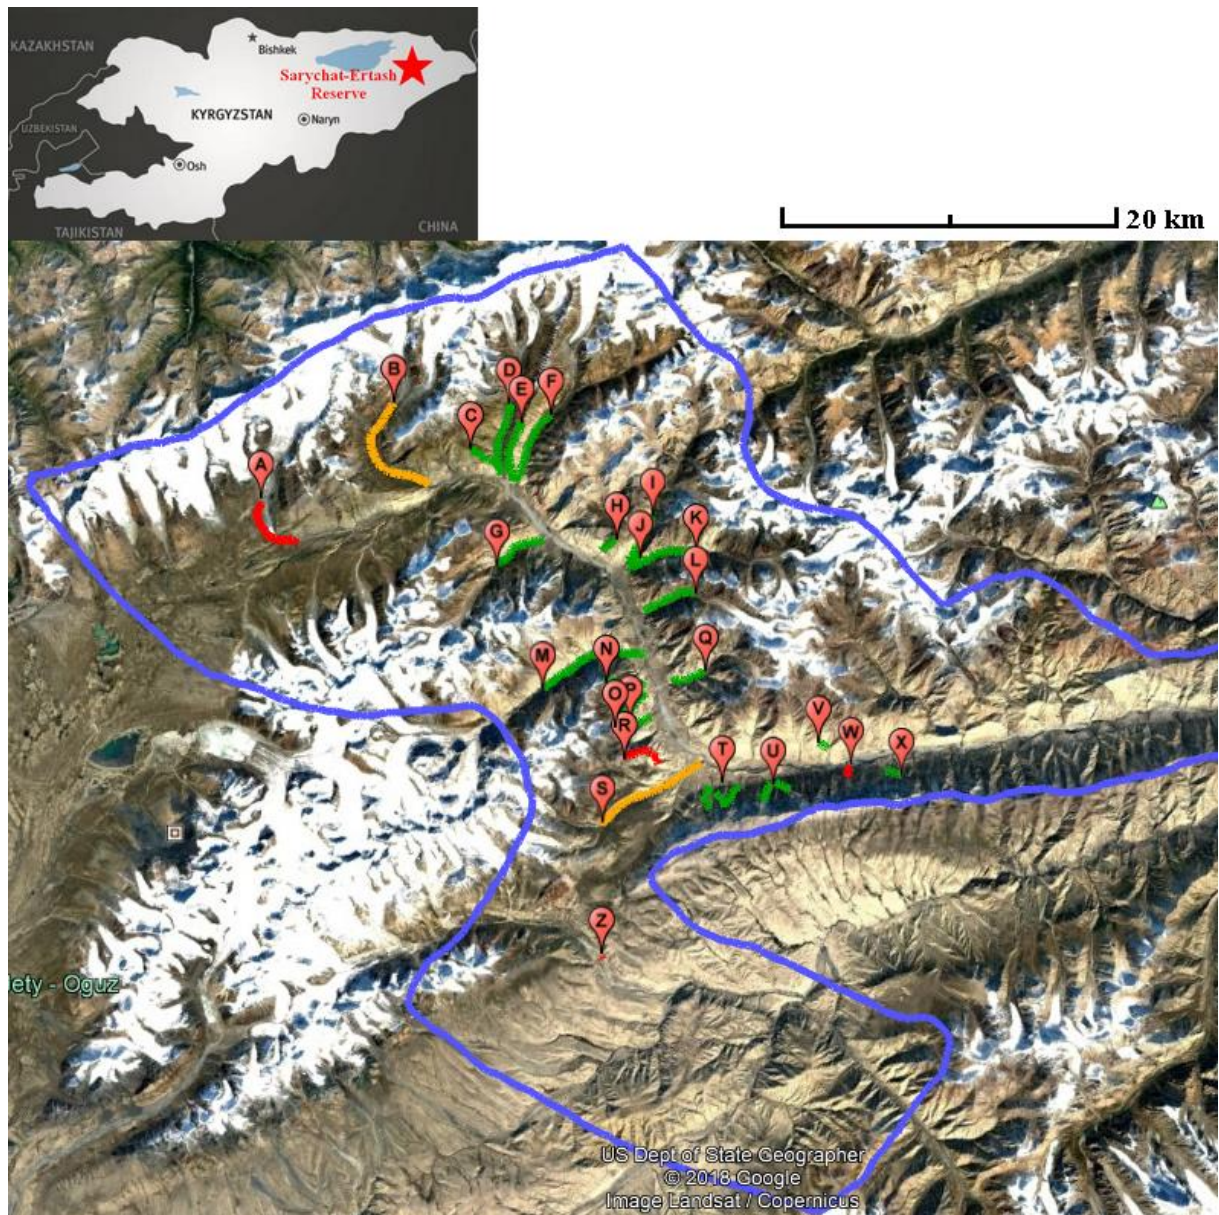 KAZAKHSTAN
Bishkek
Sarychat-Ertash
Reserve
KYRGYZSTAN
Naryn
UZBEKISTAN
Osh
TAJIKISTAN
CHINA
20 km
B
D
E
F
C
A
I
H
K
G
J
L
Q
N
M
P
O
R
V
W
T
U
X
S
Z
lety - Oguz
US Dept of State Geographer
© 2018 Google
Image Landsat / Copernicus